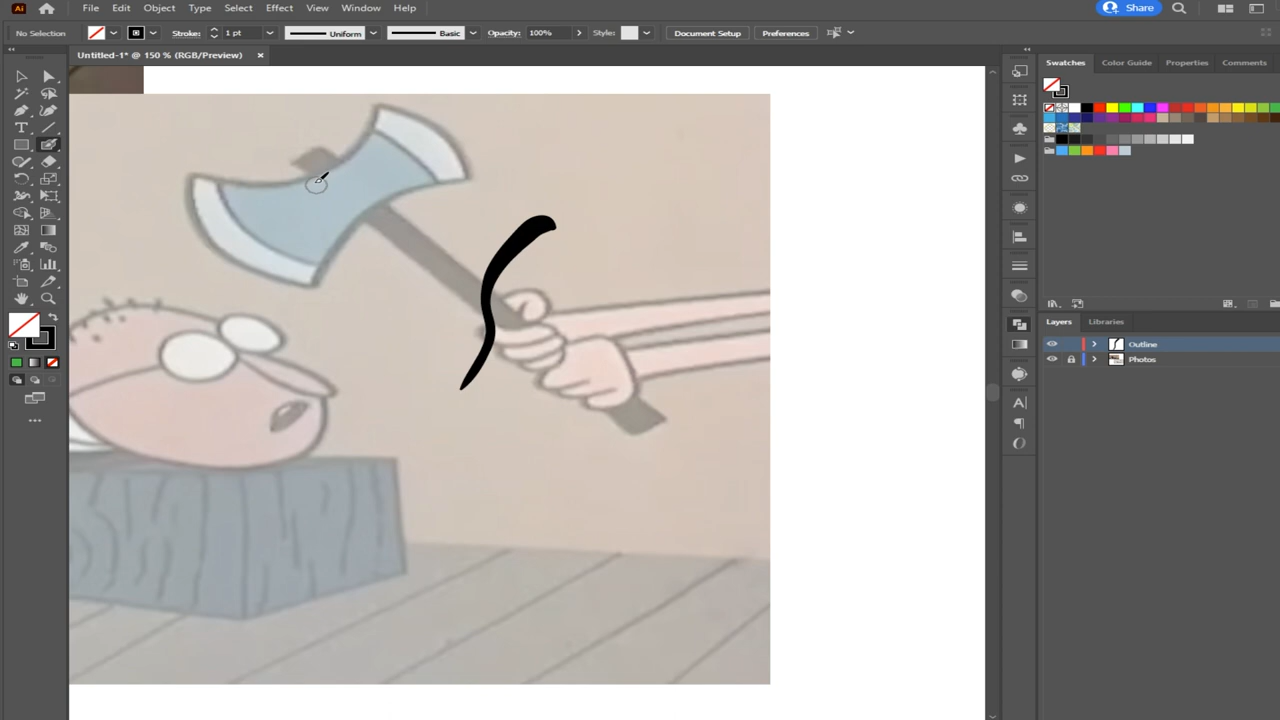 Ai File Edit Object Type Select Effect View Window Help Share
No Selection Stroke: 1 pt Uniform Basic Opacity: 100% Style: Document Setup Preferences
Untitled-1* @ 150 % (RGB/Preview) ×
Swatches Color Guide Properties Comments
Layers Libraries
Outline
Photos